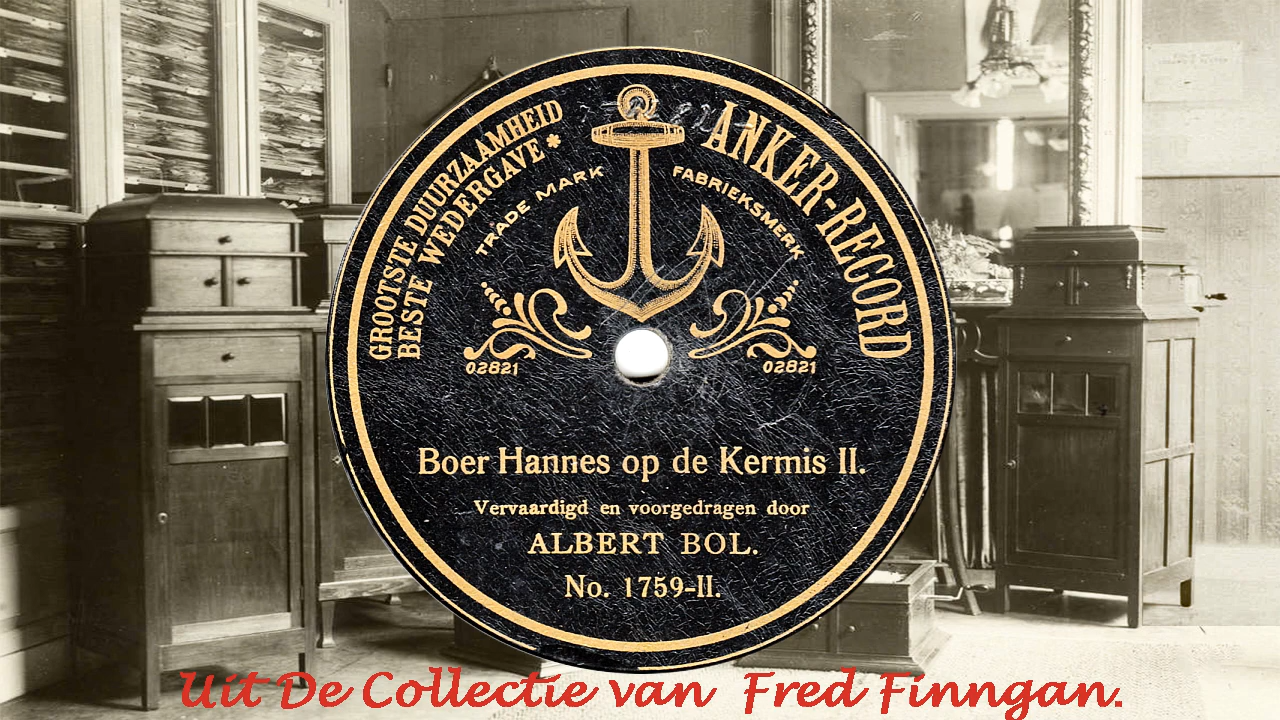 GROOTSTE DUURZAAMHEID
BESTE WEDERGAVE *
ANKER-RECORD
TRADE MARK
FABRIEKSMERK
02821
02821
Boer Hannes op de Kermis II.
Vervaardigd en voorgedragen door
ALBERT BOL.
No. 1759-II.
Uit De Collectie van Fred Finngan.